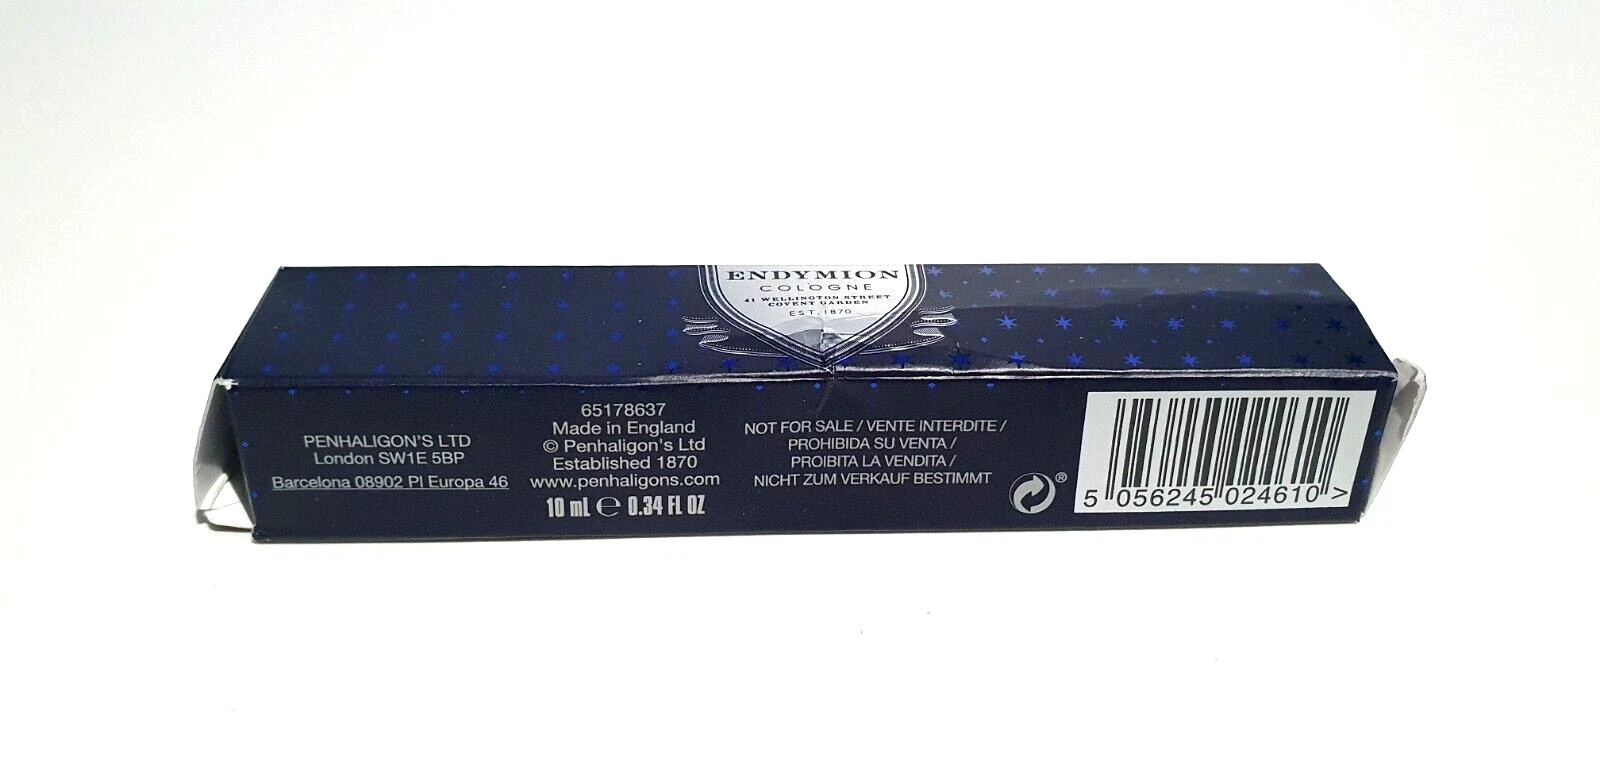 ENDYMION
COLOGNE
41 WELLINGTON STREET
COVENT GARDEN
EST. 1870
PENHALIGON'S LTD
London SW1E 5BP
Barcelona 08902 Pl Europa 46
65178637
Made in England
© Penhaligon's Ltd
Established 1870
www.penhaligons.com
10 mL ℮ 0.34 FL OZ
NOT FOR SALE / VENTE INTERDITE /
PROHIBIDA SU VENTA /
PROIBITA LA VENDITA /
NICHT ZUM VERKAUF BESTIMMT
®
5 056245 024610 >